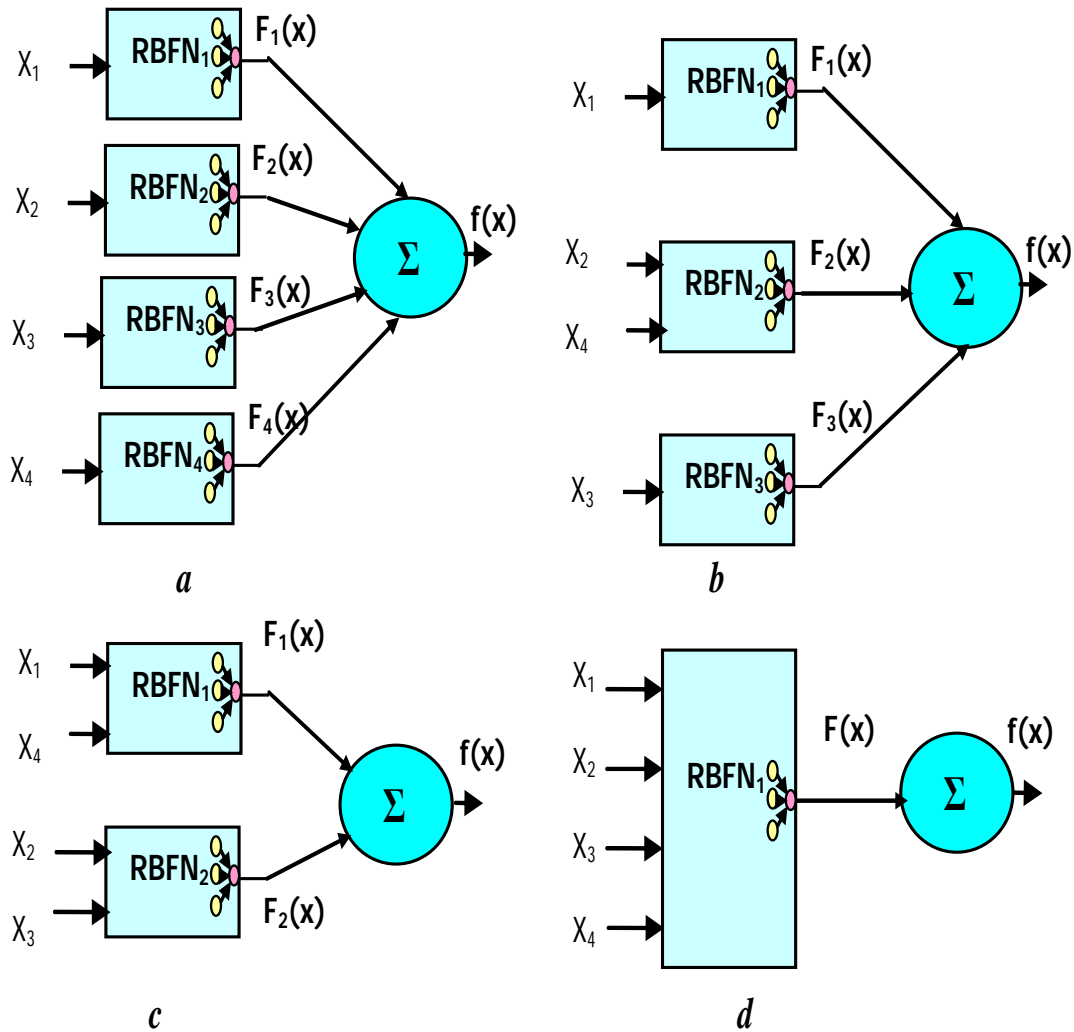 F₁(x)
X₁
RBFN₁
F₂(x)
X₂
RBFN₂
f(x)
Σ
F₃(x)
X₃
RBFN₃
F₄(x)
X₄
RBFN₄
a
F₁(x)
X₁
RBFN₁
X₂
F₂(x)
RBFN₂
f(x)
Σ
X₄
F₃(x)
X₃
RBFN₃
b
F₁(x)
X₁
RBFN₁
X₄
f(x)
Σ
X₂
RBFN₂
X₃
F₂(x)
c
X₁
F(x)
f(x)
X₂
RBFN₁
Σ
X₃
X₄
d